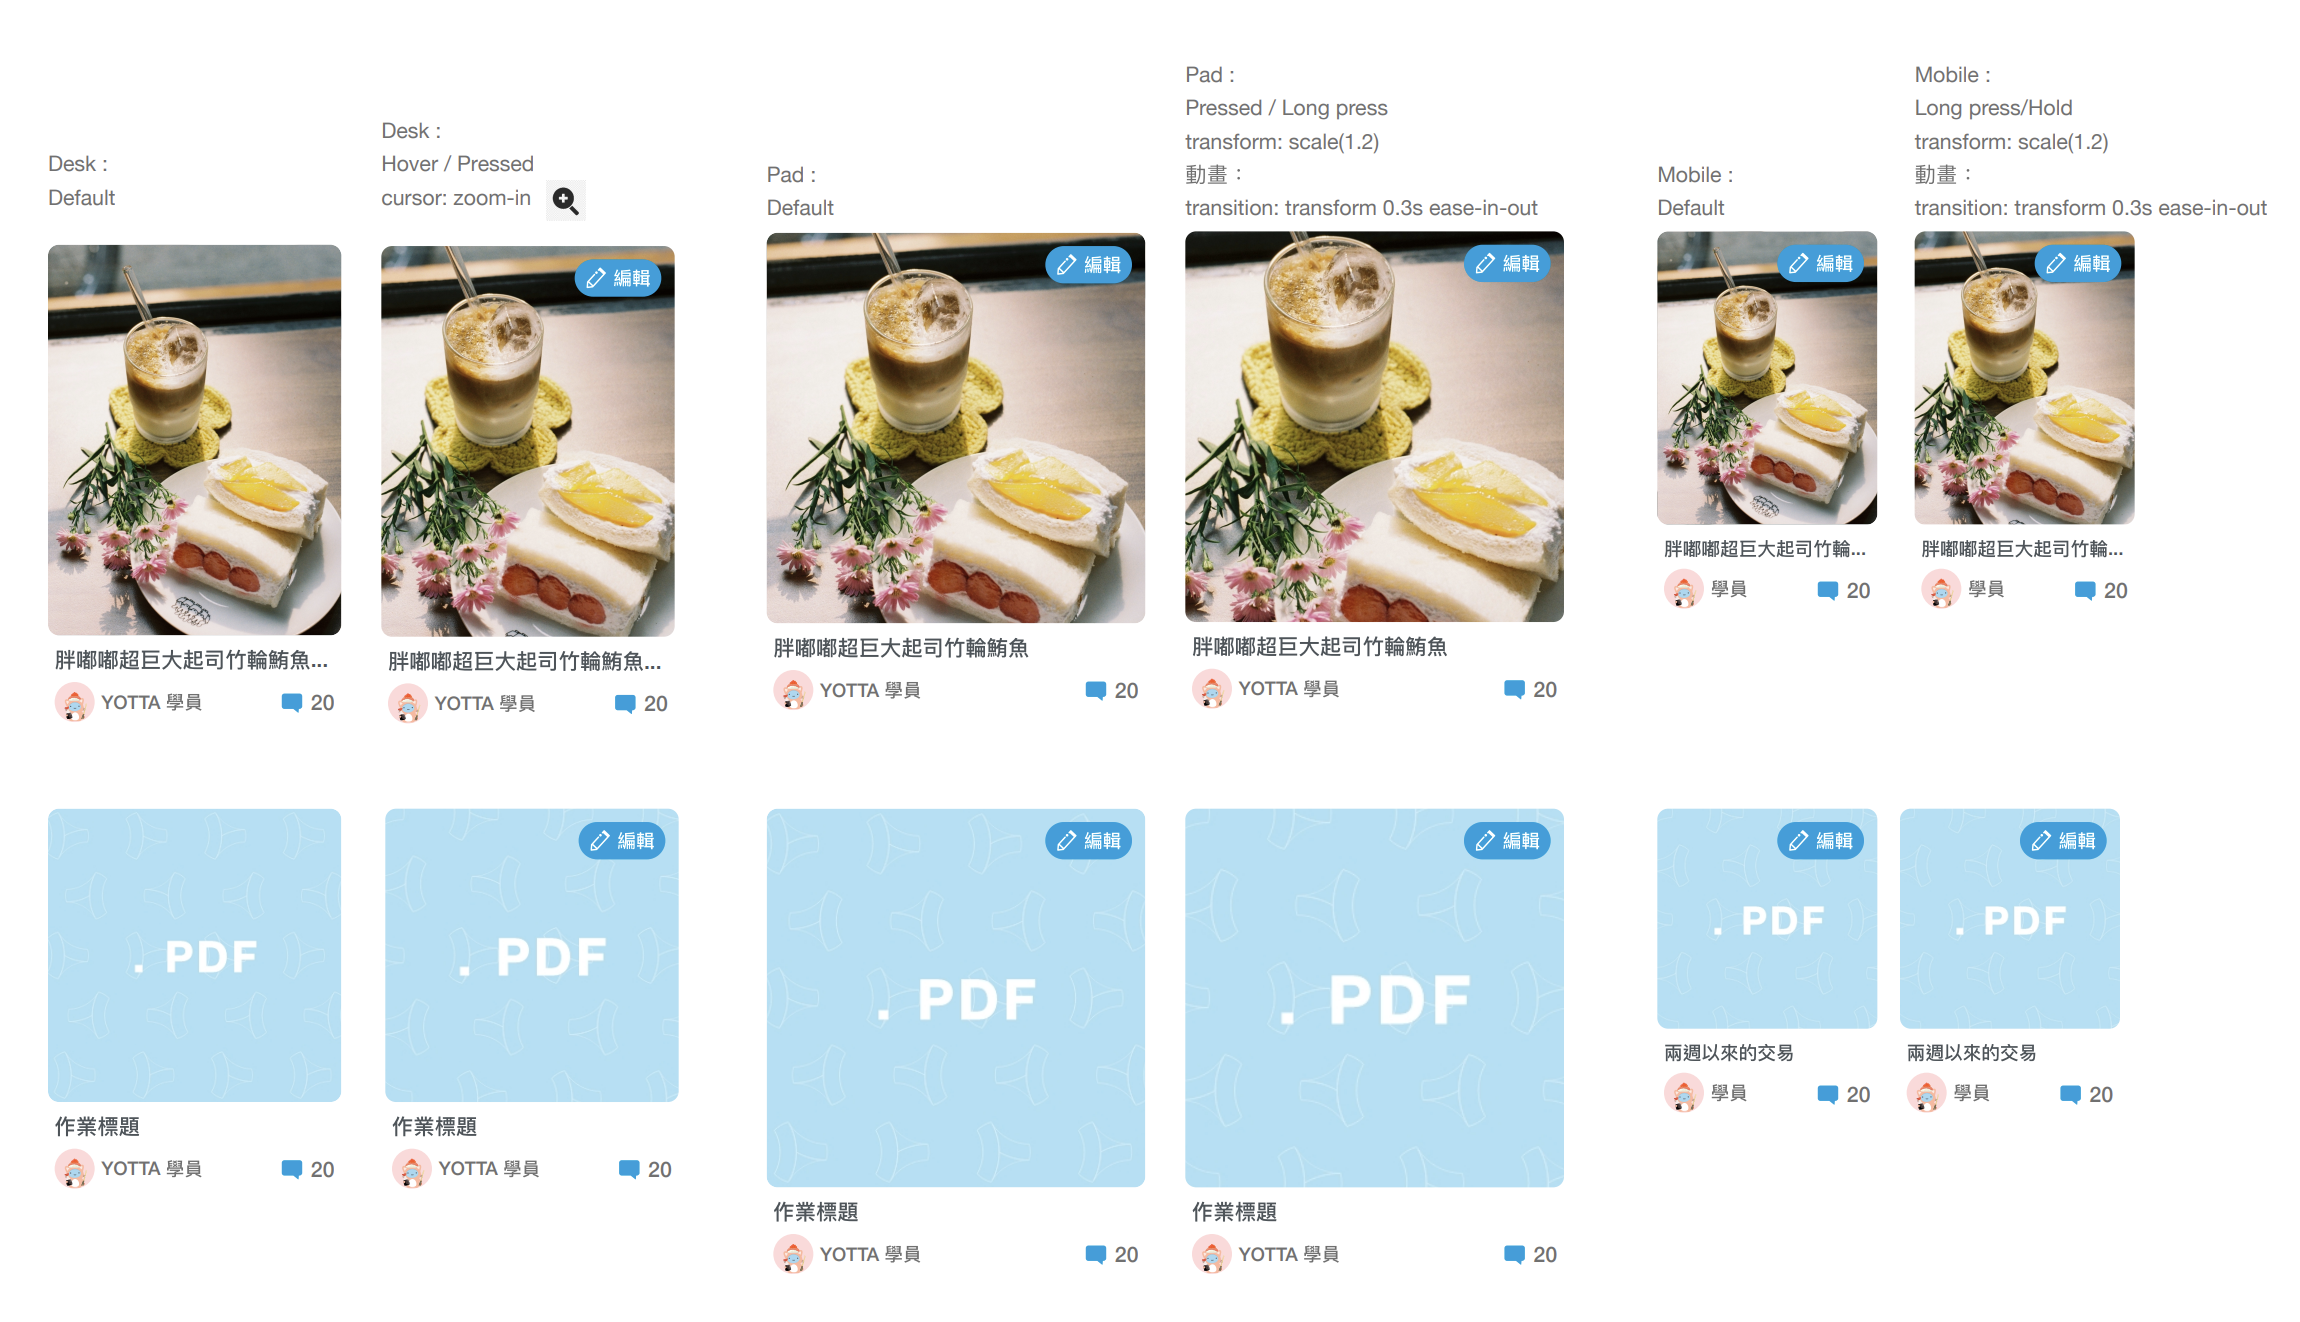 Desk :
Default
Desk :
Hover / Pressed
cursor: zoom-in
Pad :
Default
Pad :
Pressed / Long press
transform: scale(1.2)
動畫：
transition: transform 0.3s ease-in-out
Mobile :
Default
Mobile :
Long press/Hold
transform: scale(1.2)
動畫：
transition: transform 0.3s ease-in-out
胖嘟嘟超巨大起司竹輪鮪魚...
YOTTA 學員
20
編輯
胖嘟嘟超巨大起司竹輪鮪魚...
YOTTA 學員
20
編輯
胖嘟嘟超巨大起司竹輪鮪魚
YOTTA 學員
20
編輯
胖嘟嘟超巨大起司竹輪鮪魚
YOTTA 學員
20
編輯
胖嘟嘟超巨大起司竹輪...
學員
20
編輯
胖嘟嘟超巨大起司竹輪...
學員
20
. PDF
作業標題
YOTTA 學員
20
編輯
. PDF
作業標題
YOTTA 學員
20
編輯
. PDF
作業標題
YOTTA 學員
20
編輯
. PDF
作業標題
YOTTA 學員
20
編輯
. PDF
兩週以來的交易
學員
20
編輯
. PDF
兩週以來的交易
學員
20